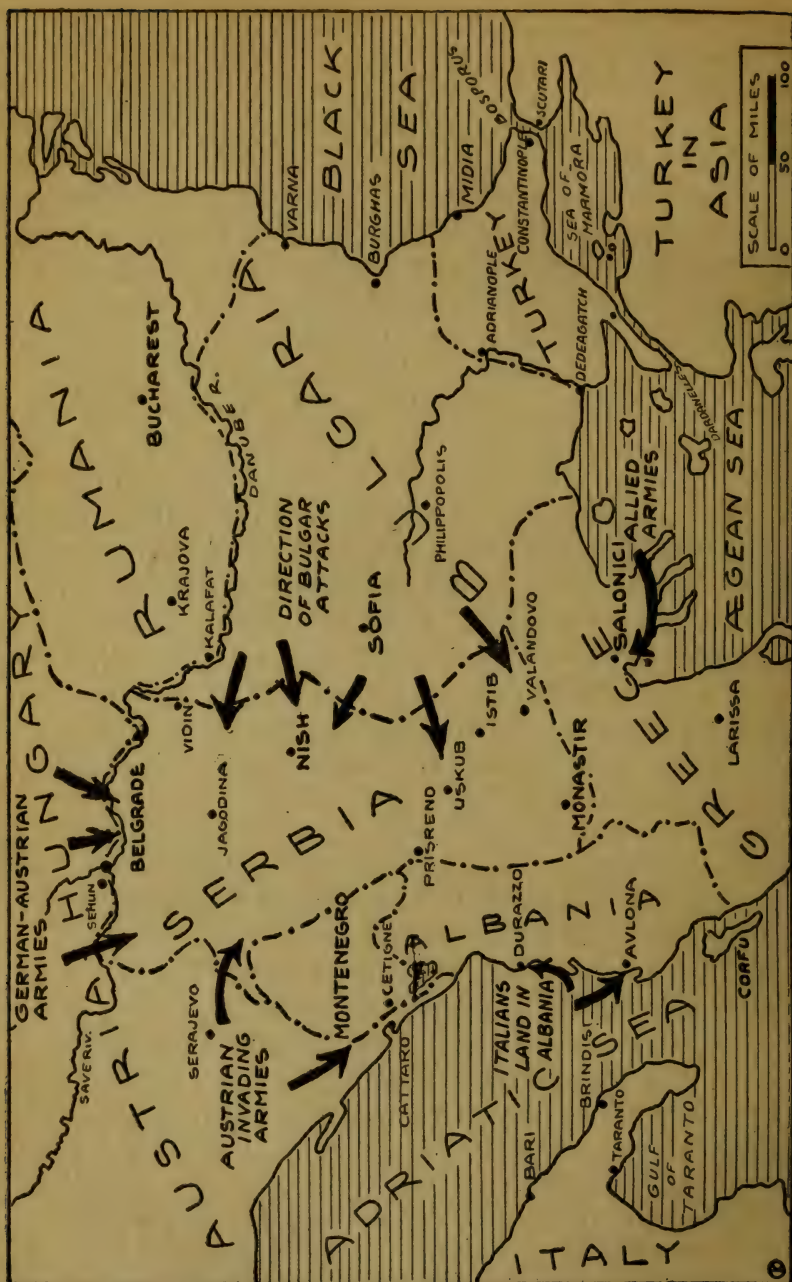 GERMAN-AUSTRIAN
ARMIES
AUSTRIA HUNGARY
SAVE RIV.
SEMUN
BELGRADE
RUMANIA
BUCHAREST
KRAJOVA
KALAFAT
VIDIN
DANUBE R.
VARNA
BLACK
SEA
BURGHAS
BULGARIA
DIRECTION
OF BULGAR
ATTACKS
SOFIA
PHILIPPOPOLIS
SERAJEVO
AUSTRIAN
INVADING
ARMIES
SERBIA
JAGODINA
NISH
MONTENEGRO
CETIGNE
CATTARO
PRISREND
USKUB
ISTIB
VALANDOVO
MONASTIR
ALBANIA
DURAZZO
AVLONA
ITALIANS
LAND IN
ALBANIA
ADRIATIC SEA
BARI
BRINDISI
TARANTO
GULF
OF
TARANTO
ITALY
CORFU
GREECE
LARISSA
SALONICI
ALLIED
ARMIES
ÆGEAN SEA
DARDANELLES
DEDEAGATCH
ADRIANOPLE
TURKEY
MIDIA
BOSPORUS
CONSTANTINOPLE
SCUTARI
SEA OF
MARMORA
TURKEY
IN
ASIA
SCALE OF MILES
0 50 100